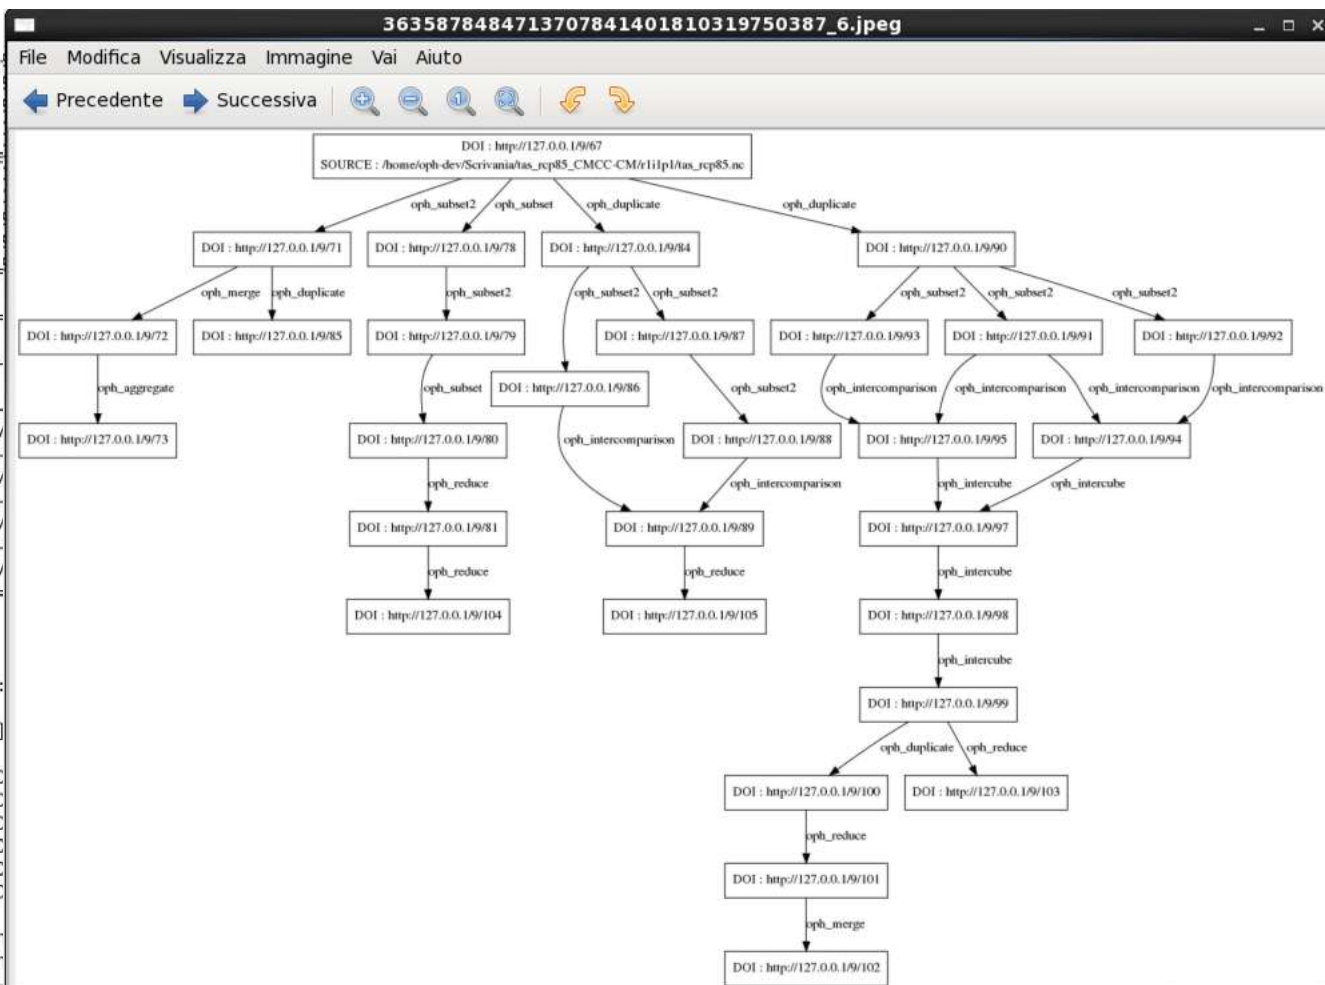 3635878484713707841401810319750387_6.jpeg
File Modifica Visualizza Immagine Vai Aiuto
Precedente Successiva
DOI : http://127.0.0.1/9/67
SOURCE : /home/oph-dev/Scrivania/tas_rcp85_CMCC-CM/r1i1p1/tas_rcp85.nc
oph_subset2 oph_subset oph_duplicate oph_duplicate
DOI : http://127.0.0.1/9/71 DOI : http://127.0.0.1/9/78 DOI : http://127.0.0.1/9/84 DOI : http://127.0.0.1/9/90
oph_merge oph_duplicate oph_subset2 oph_subset2 oph_subset2 oph_subset2 oph_subset2 oph_subset2
DOI : http://127.0.0.1/9/72 DOI : http://127.0.0.1/9/85 DOI : http://127.0.0.1/9/79 DOI : http://127.0.0.1/9/87 DOI : http://127.0.0.1/9/93 DOI : http://127.0.0.1/9/91 DOI : http://127.0.0.1/9/92
oph_aggregate oph_subset DOI : http://127.0.0.1/9/86 oph_subset2 oph_intercomparison oph_intercomparison oph_intercomparison oph_intercomparison
DOI : http://127.0.0.1/9/73 DOI : http://127.0.0.1/9/80 oph_intercomparison DOI : http://127.0.0.1/9/88 DOI : http://127.0.0.1/9/95 DOI : http://127.0.0.1/9/94
oph_reduce oph_intercomparison oph_intercube oph_intercube
DOI : http://127.0.0.1/9/81 DOI : http://127.0.0.1/9/89 DOI : http://127.0.0.1/9/97
oph_reduce oph_reduce oph_intercube
DOI : http://127.0.0.1/9/104 DOI : http://127.0.0.1/9/105 DOI : http://127.0.0.1/9/98
oph_intercube
DOI : http://127.0.0.1/9/99
oph_duplicate oph_reduce
DOI : http://127.0.0.1/9/100 DOI : http://127.0.0.1/9/103
oph_reduce
DOI : http://127.0.0.1/9/101
oph_merge
DOI : http://127.0.0.1/9/102